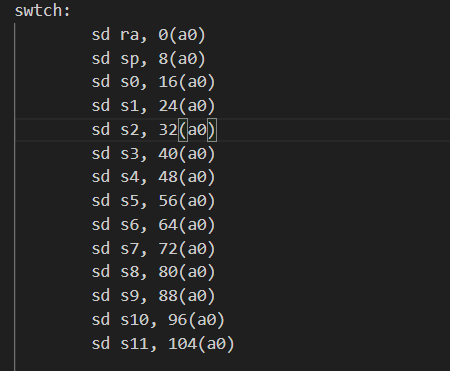 swtch:
sd ra, 0(a0)
sd sp, 8(a0)
sd s0, 16(a0)
sd s1, 24(a0)
sd s2, 32(a0)
sd s3, 40(a0)
sd s4, 48(a0)
sd s5, 56(a0)
sd s6, 64(a0)
sd s7, 72(a0)
sd s8, 80(a0)
sd s9, 88(a0)
sd s10, 96(a0)
sd s11, 104(a0)